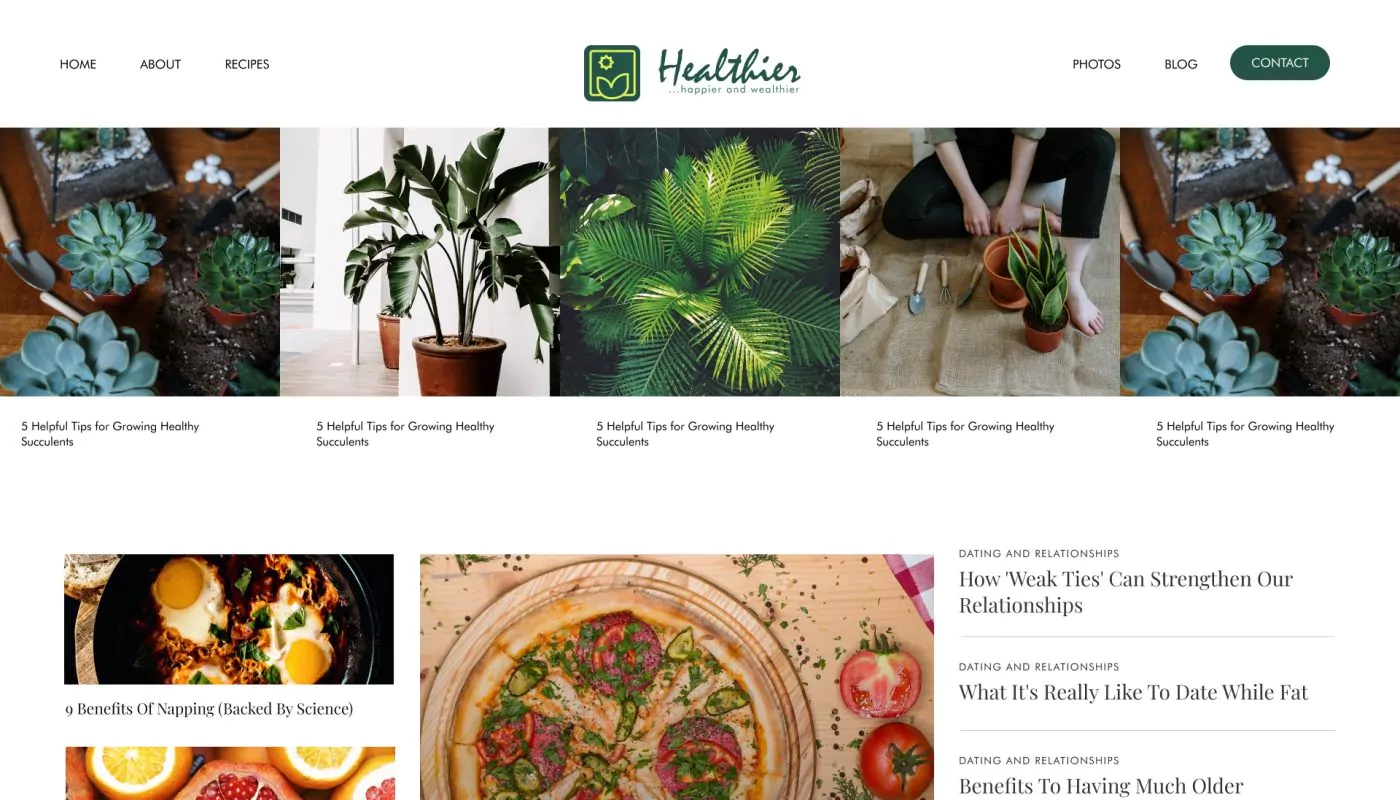 HOME
ABOUT
RECIPES
Healthier
...happier and wealthier
PHOTOS
BLOG
CONTACT
5 Helpful Tips for Growing Healthy
Succulents
5 Helpful Tips for Growing Healthy
Succulents
5 Helpful Tips for Growing Healthy
Succulents
5 Helpful Tips for Growing Healthy
Succulents
5 Helpful Tips for Growing Healthy
Succulents
9 Benefits Of Napping (Backed By Science)
DATING AND RELATIONSHIPS
How 'Weak Ties' Can Strengthen Our
Relationships
DATING AND RELATIONSHIPS
What It's Really Like To Date While Fat
DATING AND RELATIONSHIPS
Benefits To Having Much Older